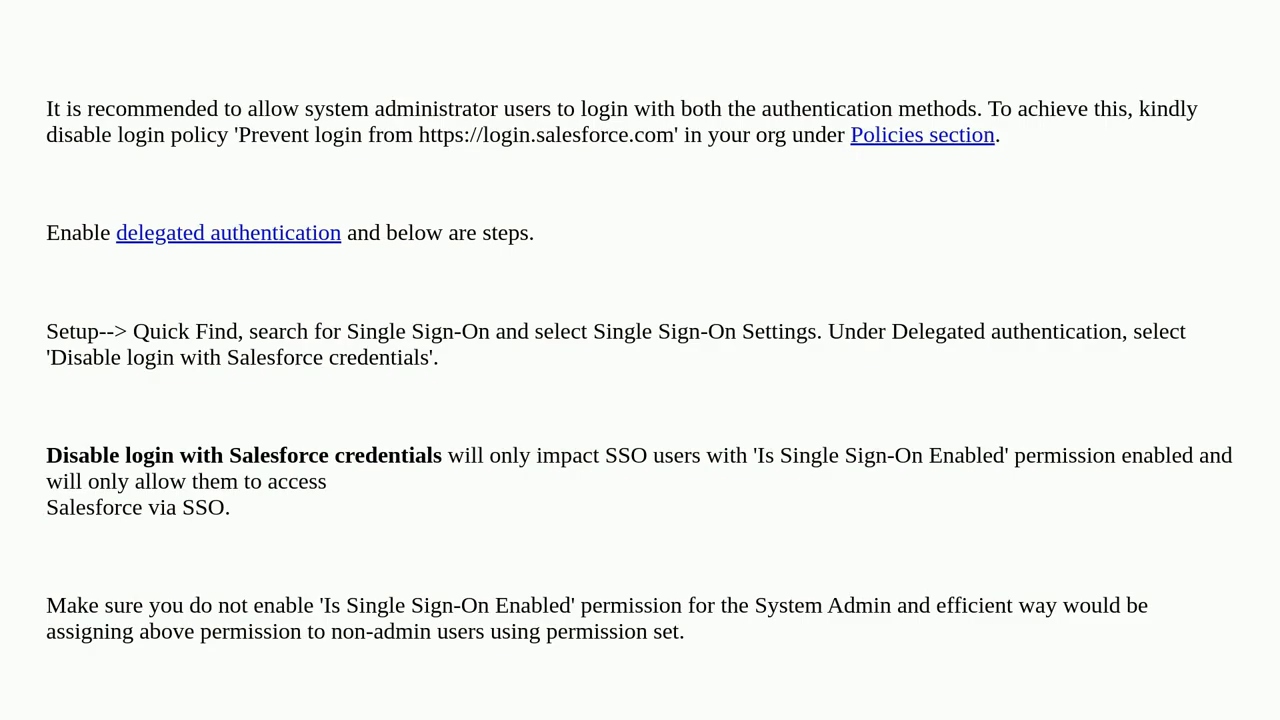 It is recommended to allow system administrator users to login with both the authentication methods. To achieve this, kindly
disable login policy 'Prevent login from https://login.salesforce.com' in your org under Policies section.
Enable delegated authentication and below are steps.
Setup--> Quick Find, search for Single Sign-On and select Single Sign-On Settings. Under Delegated authentication, select
'Disable login with Salesforce credentials'.
Disable login with Salesforce credentials will only impact SSO users with 'Is Single Sign-On Enabled' permission enabled and
will only allow them to access
Salesforce via SSO.
Make sure you do not enable 'Is Single Sign-On Enabled' permission for the System Admin and efficient way would be
assigning above permission to non-admin users using permission set.